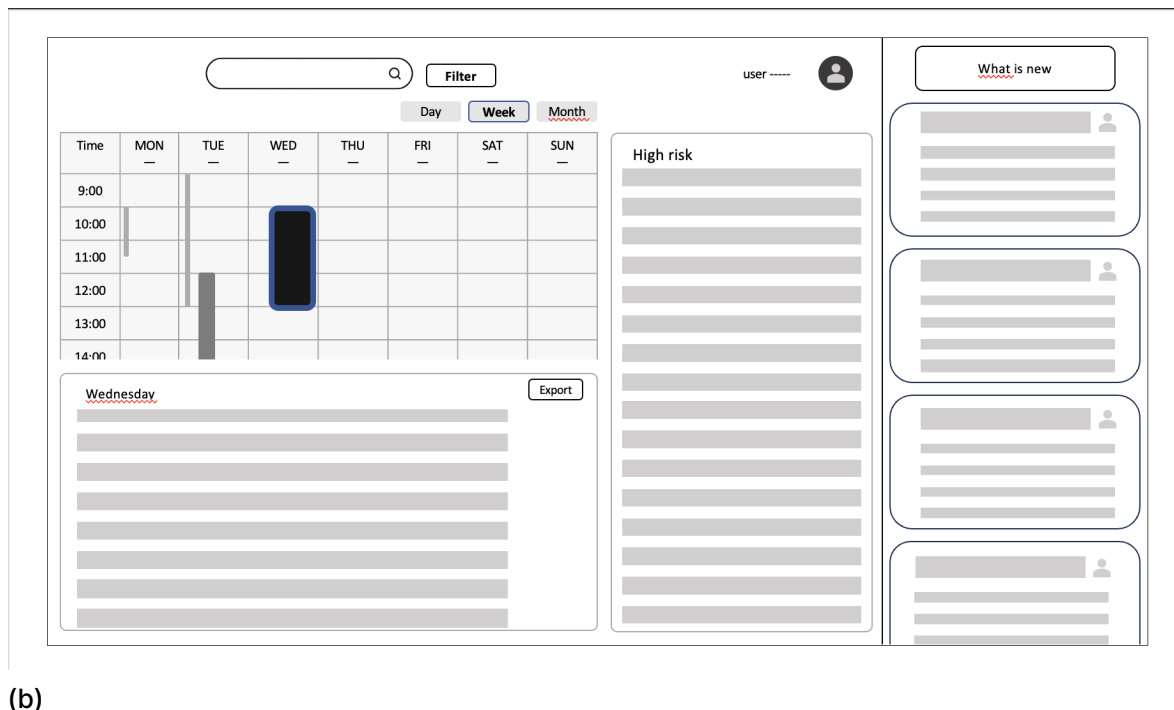 Filter
user -----
What is new
Day Week Month
Time MON TUE WED THU FRI SAT SUN
— — — — — — —
9:00
10:00
11:00
12:00
13:00
14:00
High risk
Wednesday
Export
(b)